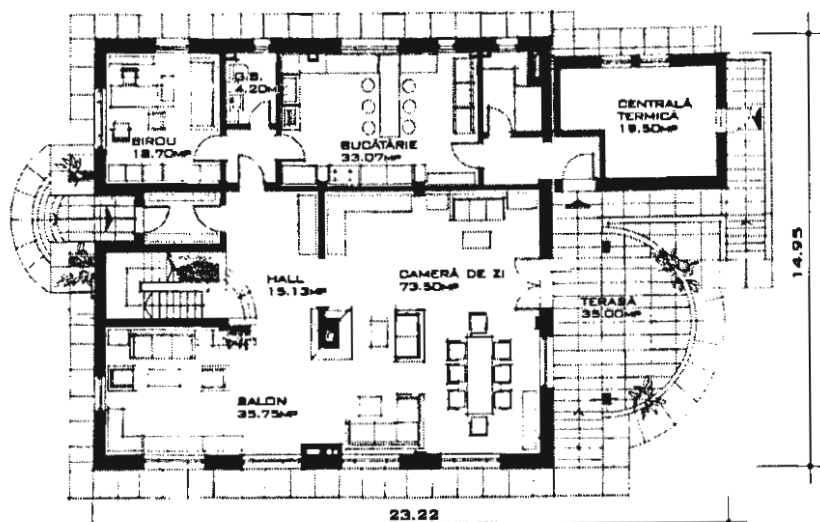 G.S.
4.20MP
BIROU
18.70MP
BUCĂTĂRIE
33.07MP
CENTRALĂ
TERMICĂ
19.50MP
HALL
15.13MP
CAMERĂ DE ZI
73.50MP
TERASĂ
35.00MP
SALON
35.75MP
14.95
23.22